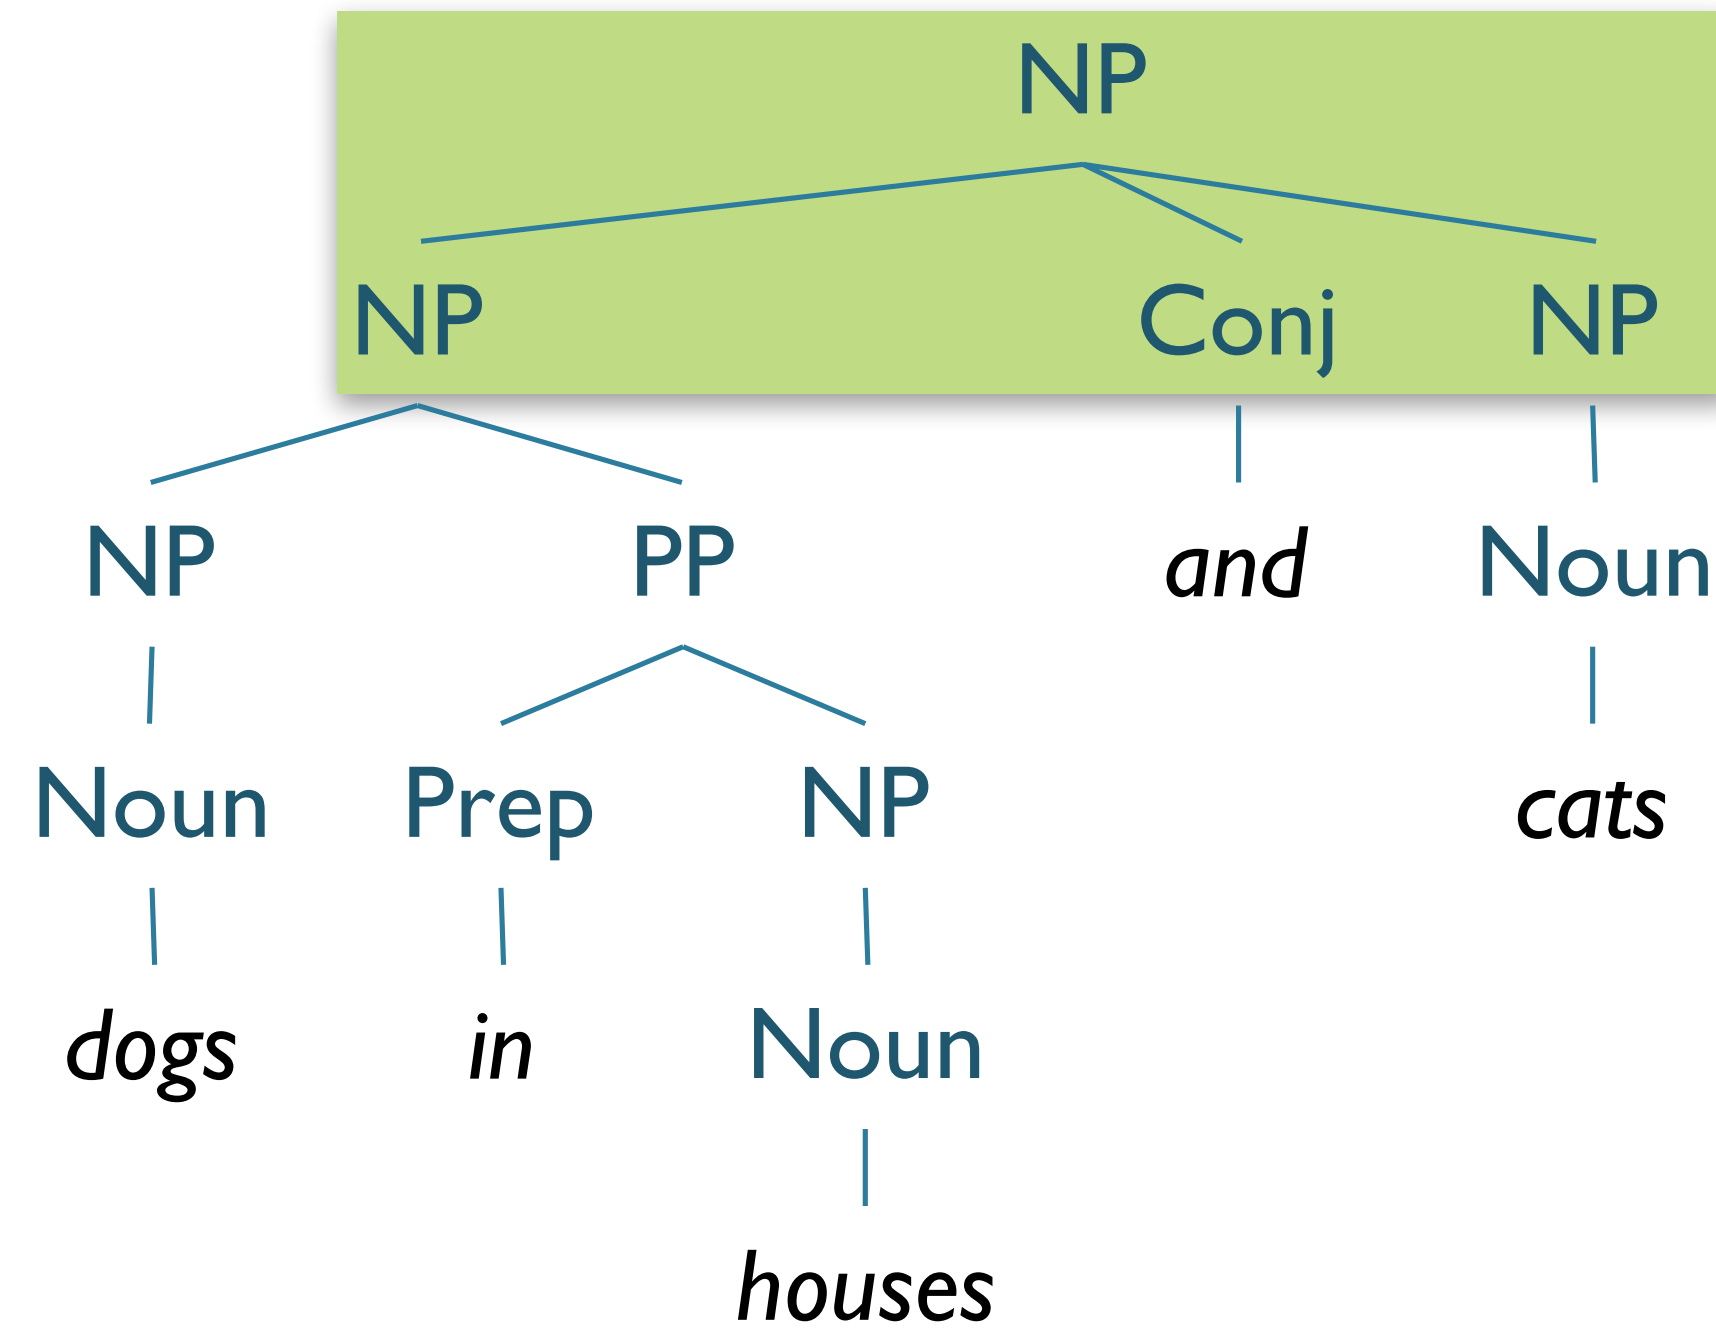 NP
NP Conj NP
NP PP and Noun
Noun Prep NP cats
dogs in Noun
houses